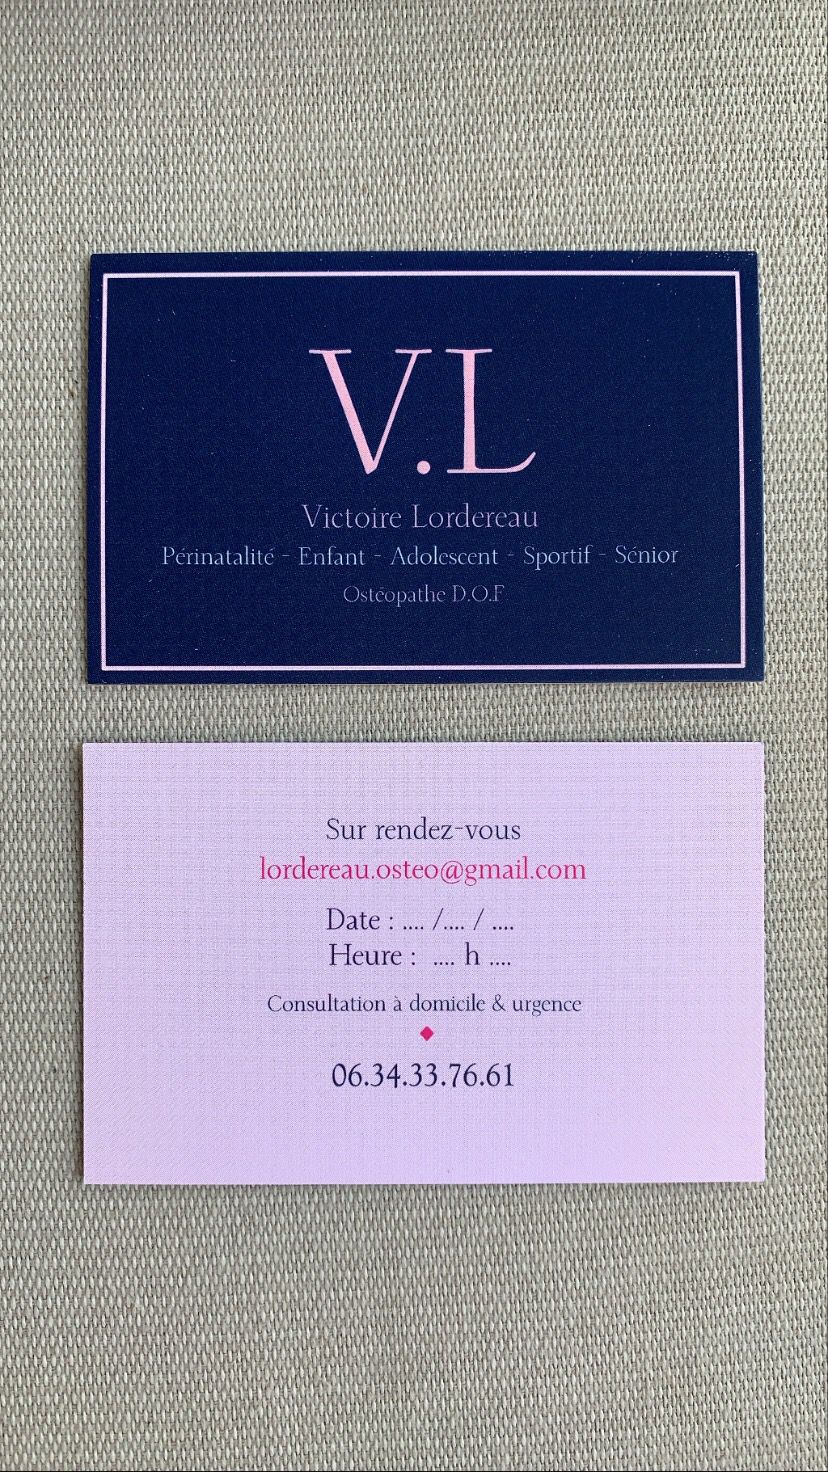 V.L
Victoire Lordereau
Périnatalité - Enfant - Adolescent - Sportif - Sénior
Ostéopathe D.O.F
Sur rendez-vous
lordereau.osteo@gmail.com
Date : .... /.... / ....
Heure : .... h ....
Consultation à domicile & urgence
06.34.33.76.61